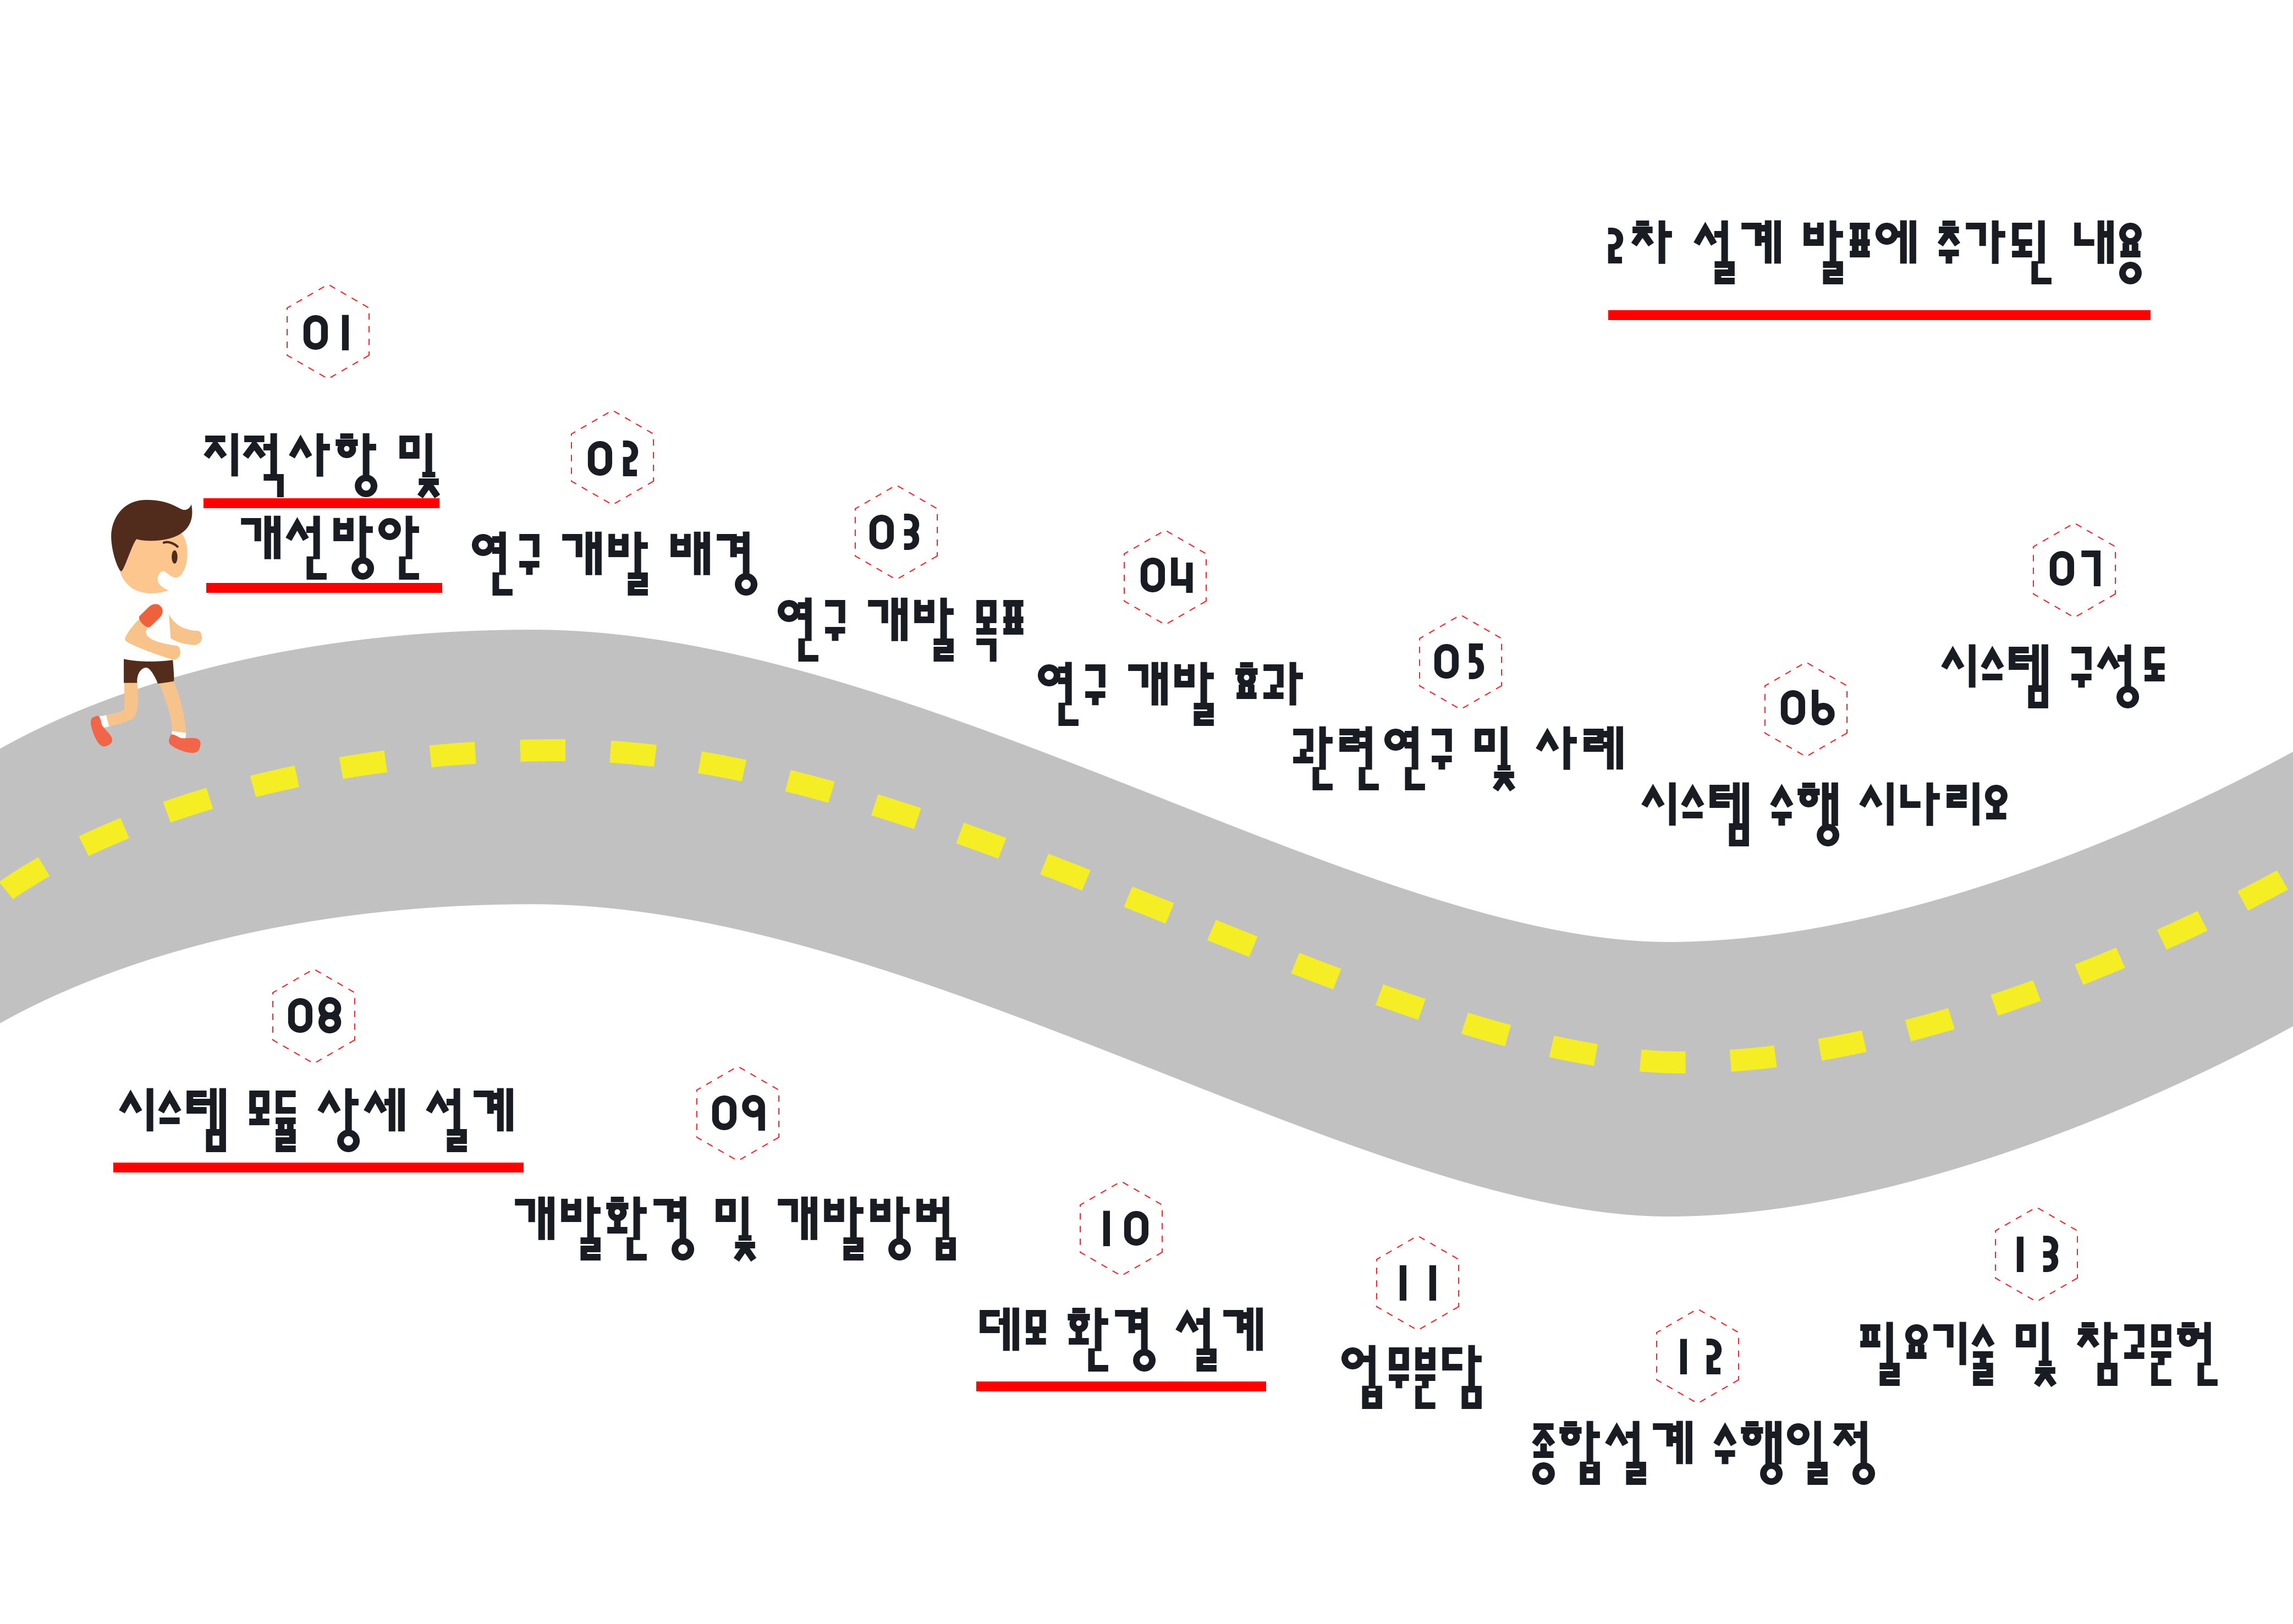 2차 설계 발표에 추가된 내용
01
지적사항 및
개선방안
02
연구 개발 배경
03
연구 개발 목표
04
연구 개발 효과
05
관련연구 및 사례
06
시스템 수행 시나리오
07
시스템 구성도
08
시스템 모듈 상세 설계
09
개발환경 및 개발방법
10
데모 환경 설계
11
업무분담
12
종합설계 수행일정
13
필요기술 및 참고문헌